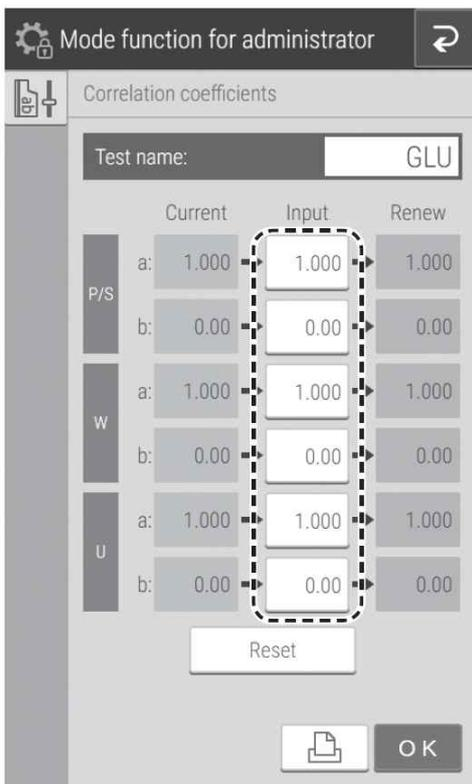 Mode function for administrator
ab
Correlation coefficients
Test name: GLU
Current Input Renew
P/S
a: 1.000 1.000 1.000
b: 0.00 0.00 0.00
W
a: 1.000 1.000 1.000
b: 0.00 0.00 0.00
U
a: 1.000 1.000 1.000
b: 0.00 0.00 0.00
Reset
OK